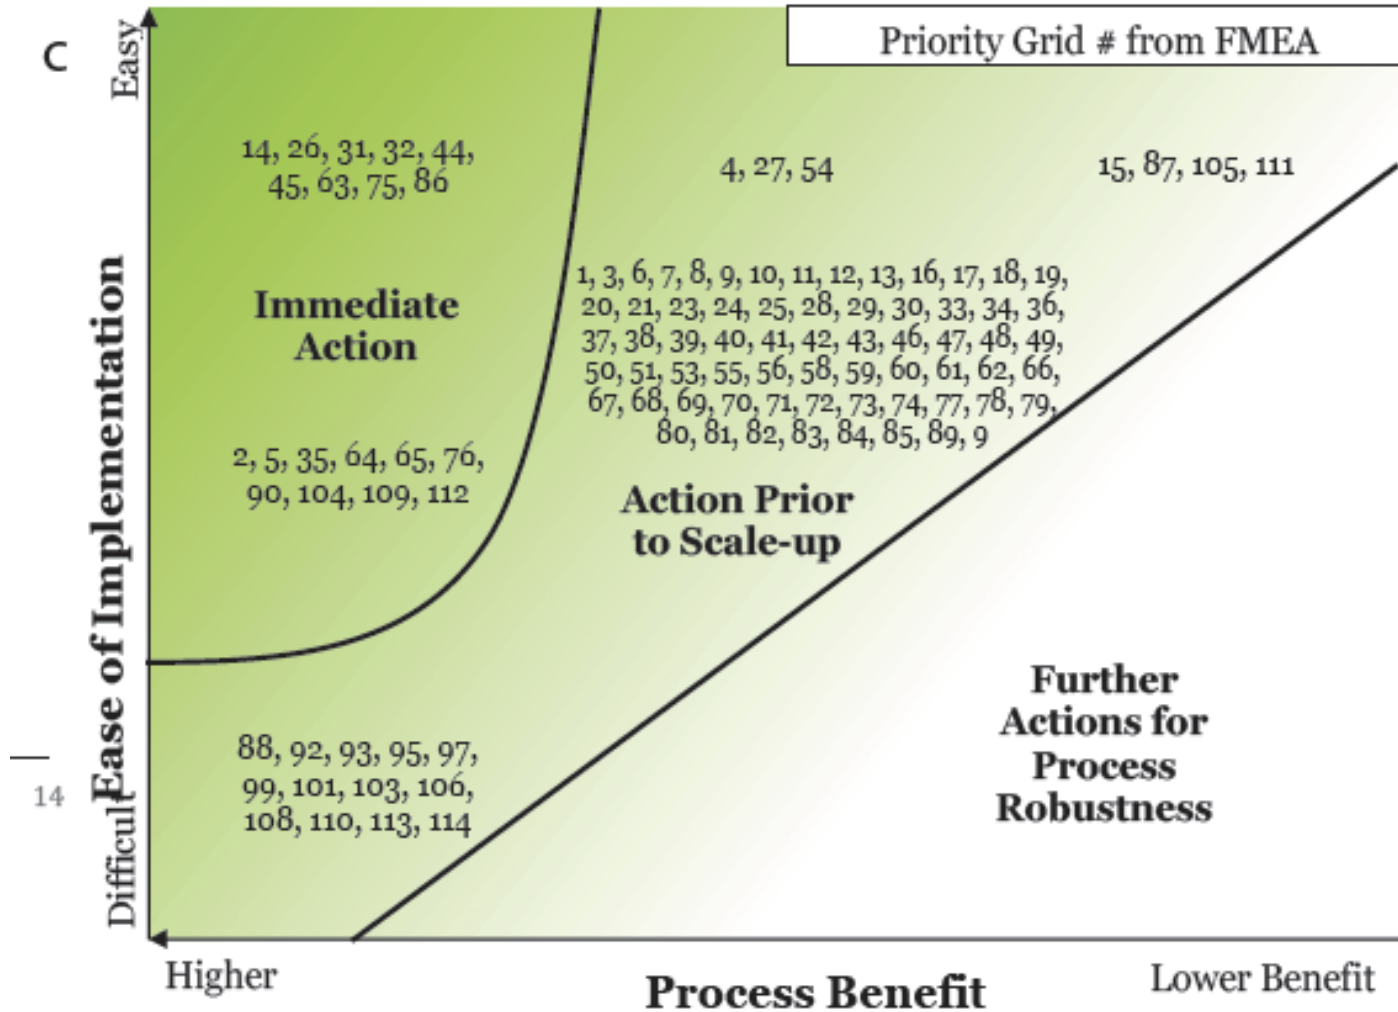 C
Priority Grid # from FMEA
Easy
14, 26, 31, 32, 44,
45, 63, 75, 86
4, 27, 54
15, 87, 105, 111
Immediate
Action
1, 3, 6, 7, 8, 9, 10, 11, 12, 13, 16, 17, 18, 19,
20, 21, 23, 24, 25, 28, 29, 30, 33, 34, 36,
37, 38, 39, 40, 41, 42, 43, 46, 47, 48, 49,
50, 51, 53, 55, 56, 58, 59, 60, 61, 62, 66,
67, 68, 69, 70, 71, 72, 73, 74, 77, 78, 79,
80, 81, 82, 83, 84, 85, 89, 9
2, 5, 35, 64, 65, 76,
90, 104, 109, 112
Action Prior
to Scale-up
Ease of Implementation
Further
Actions for
Process
Robustness
88, 92, 93, 95, 97,
99, 101, 103, 106,
108, 110, 113, 114
14
Difficult
Higher
Process Benefit
Lower Benefit